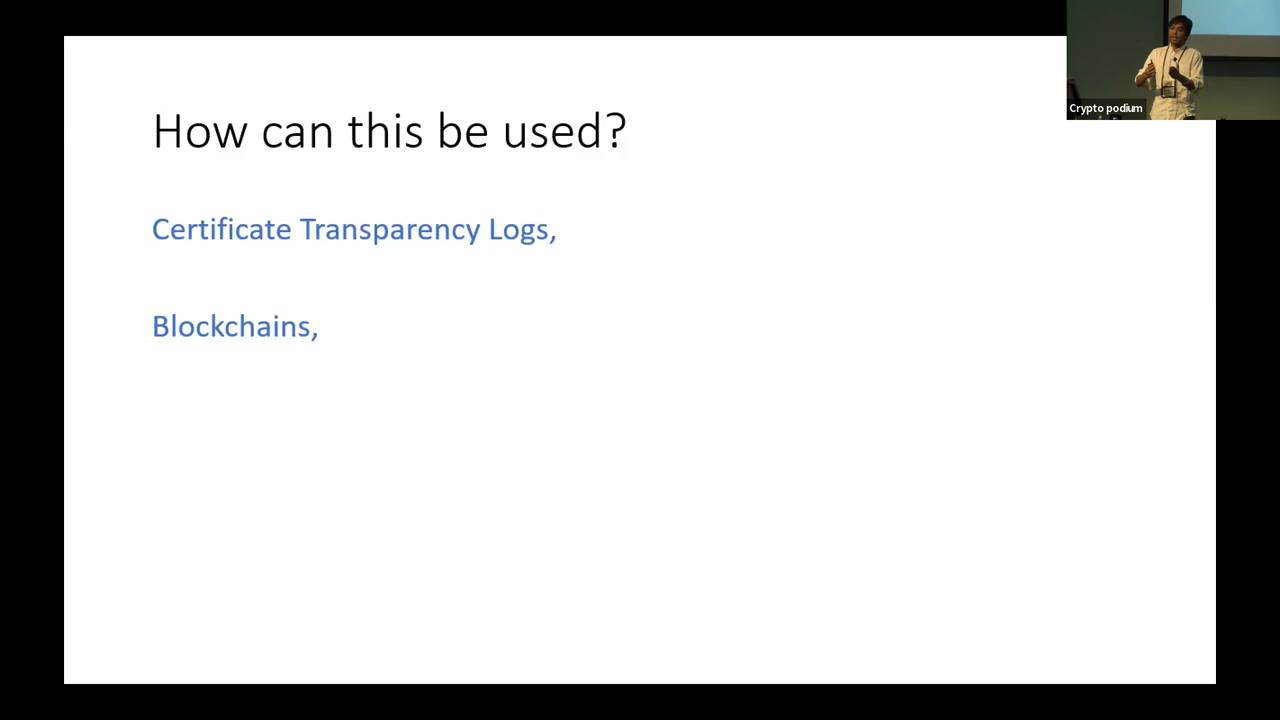 Crypto podium
How can this be used?
Certificate Transparency Logs,
Blockchains,